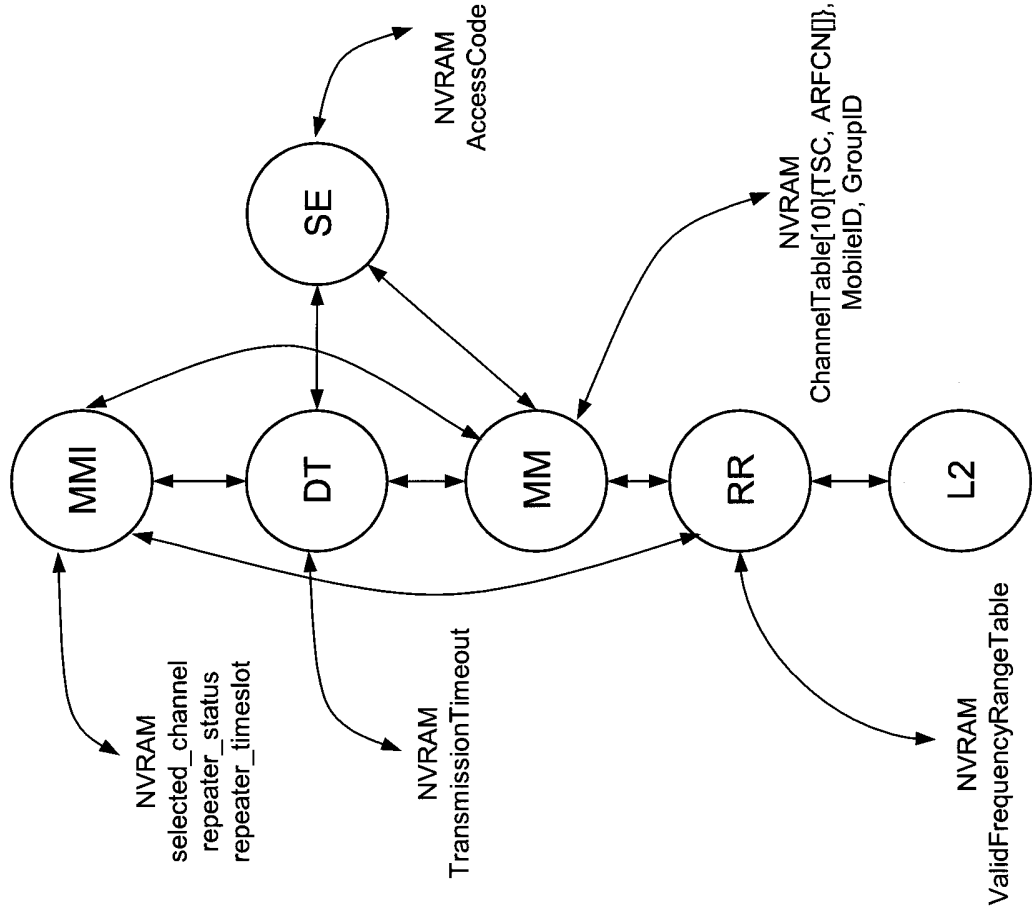 MMI
DT
MM
RR
L2
SE
NVRAM
selected_channel
repeater_status
repeater_timeslot
NVRAM
TransmissionTimeout
NVRAM
ValidFrequencyRangeTable
NVRAM
AccessCode
NVRAM
ChannelTable[10]{TSC, ARFCN[]},
MobileID, GroupID